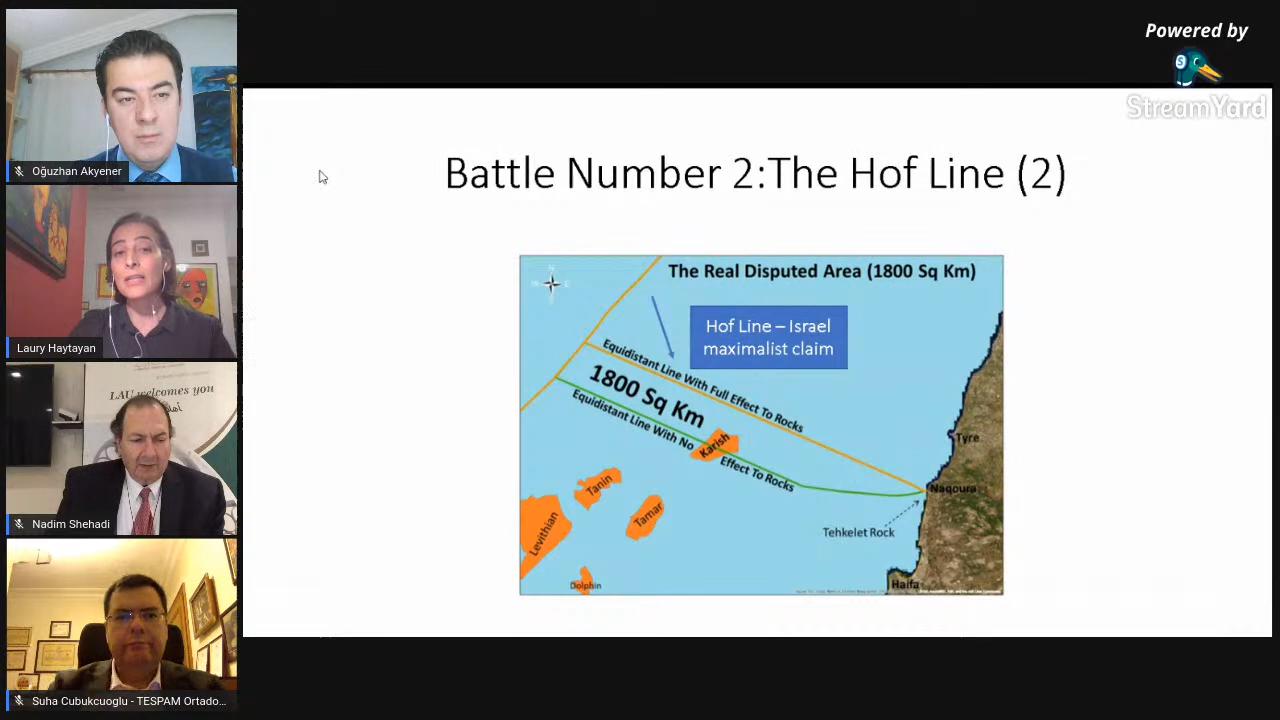 Powered by
StreamYard
Oğuzhan Akyener
Laury Haytayan
LAU welcomes you
Nadim Shehadi
Suha Cubukcuoglu - TESPAM Ortado...
Battle Number 2:The Hof Line (2)
The Real Disputed Area (1800 Sq Km)
Hof Line – Israel
maximalist claim
Equidistant Line With Full Effect To Rocks
1800 Sq Km
Equidistant Line With No
Effect To Rocks
Karish
Tanin
Tamar
Levithian
Dolphin
Tyre
Naqoura
Tehkelet Rock
Haifa